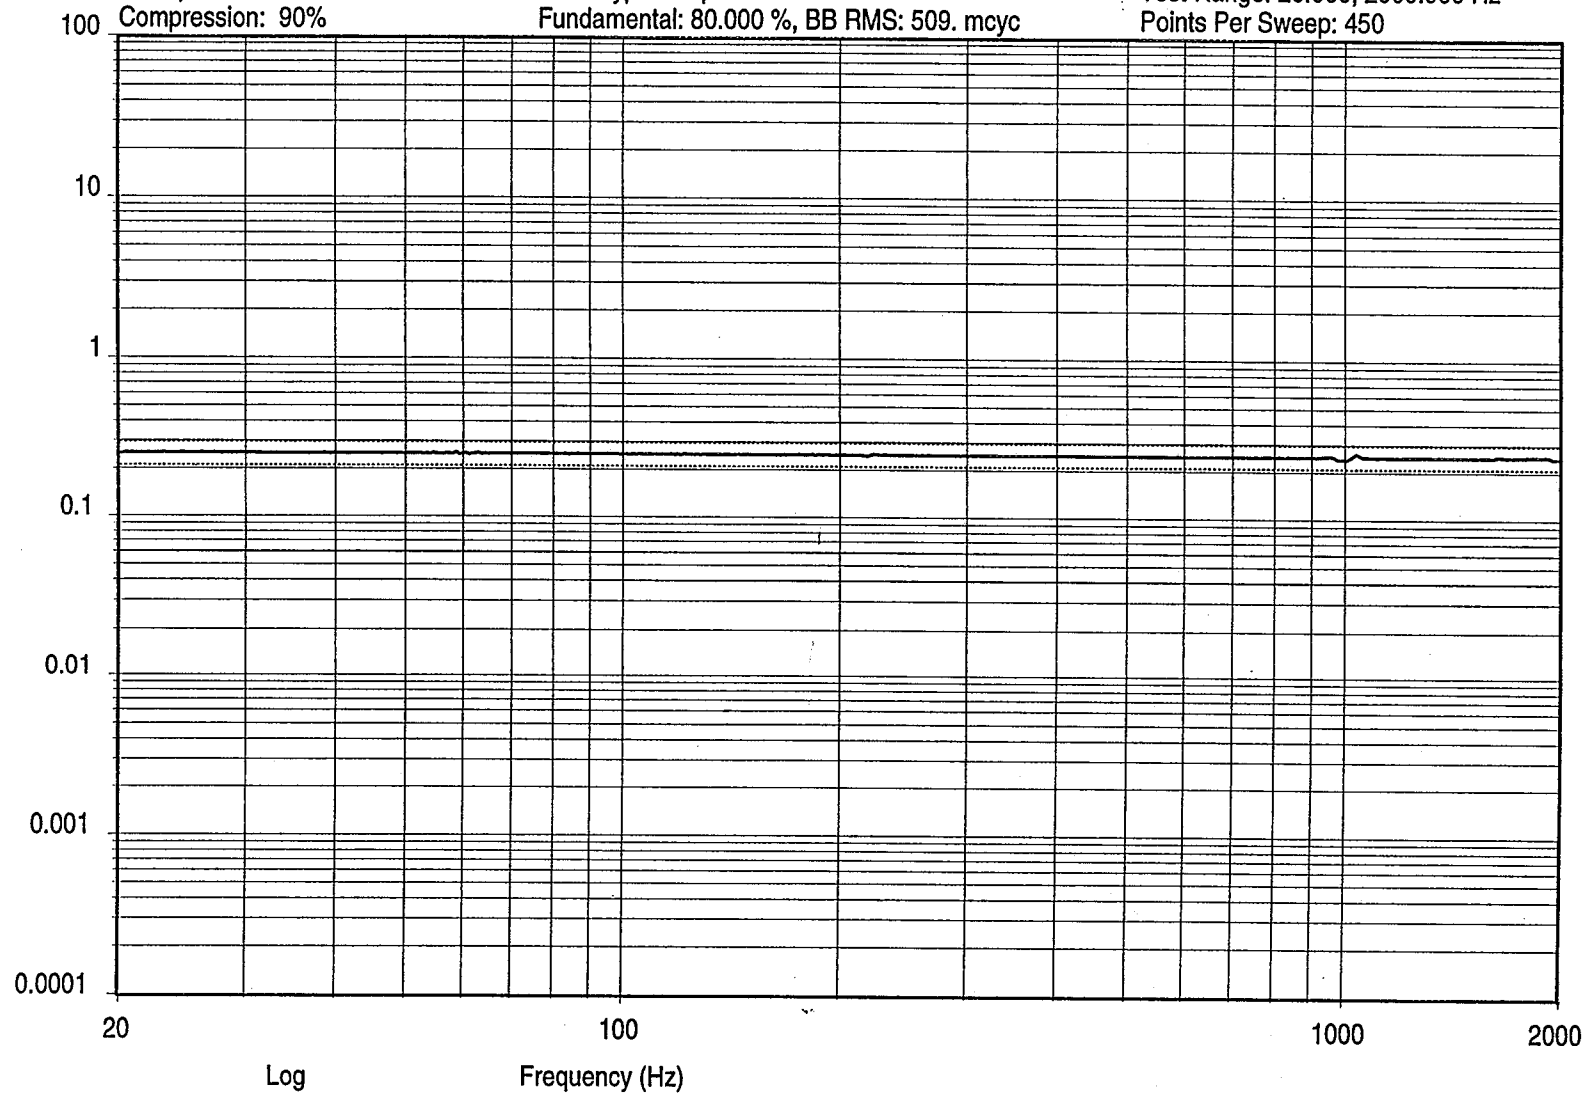 Compression: 90%
Fundamental: 80.000 %, BB RMS: 509. mcyc
Points Per Sweep: 450
100
10
1
0.1
0.01
0.001
0.0001
20
100
1000
2000
Log
Frequency (Hz)